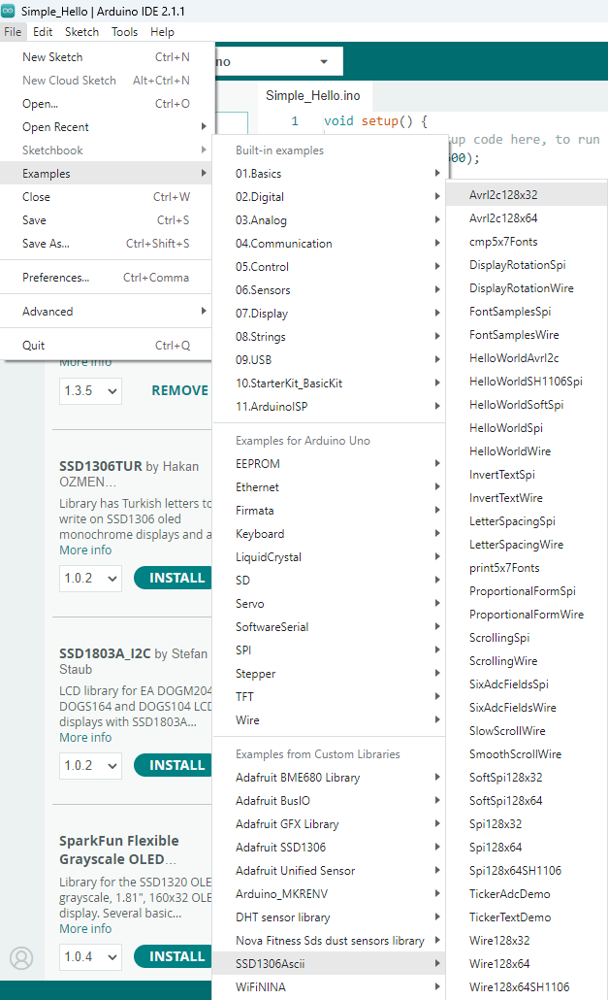 Simple_Hello | Arduino IDE 2.1.1
File Edit Sketch Tools Help
New Sketch Ctrl+N
New Cloud Sketch Alt+Ctrl+N
Open... Ctrl+O
Open Recent
Sketchbook
Examples
Close Ctrl+W
Save Ctrl+S
Save As... Ctrl+Shift+S
Preferences... Ctrl+Comma
Advanced
Quit Ctrl+Q
no
Simple_Hello.ino
1 void setup() {
up code here, to run
00);
Built-in examples
01.Basics
02.Digital
03.Analog
04.Communication
05.Control
06.Sensors
07.Display
08.Strings
09.USB
10.StarterKit_BasicKit
11.ArduinoISP
Examples for Arduino Uno
EEPROM
Ethernet
Firmata
Keyboard
LiquidCrystal
SD
Servo
SoftwareSerial
SPI
Stepper
TFT
Wire
Examples from Custom Libraries
Adafruit BME680 Library
Adafruit BusIO
Adafruit GFX Library
Adafruit SSD1306
Adafruit Unified Sensor
Arduino_MKRENV
DHT sensor library
Nova Fitness Sds dust sensors library
SSD1306Ascii
WiFiNINA
AvrI2c128x32
AvrI2c128x64
cmp5x7Fonts
DisplayRotationSpi
DisplayRotationWire
FontSamplesSpi
FontSamplesWire
HelloWorldAvrI2c
HelloWorldSH1106Spi
HelloWorldSoftSpi
HelloWorldSpi
HelloWorldWire
InvertTextSpi
InvertTextWire
LetterSpacingSpi
LetterSpacingWire
print5x7Fonts
ProportionalFormSpi
ProportionalFormWire
ScrollingSpi
ScrollingWire
SixAdcFieldsSpi
SixAdcFieldsWire
SlowScrollWire
SmoothScrollWire
SoftSpi128x32
SoftSpi128x64
Spi128x32
Spi128x64
Spi128x64SH1106
TickerAdcDemo
TickerTextDemo
Wire128x32
Wire128x64
Wire128x64SH1106
More info
1.3.5 REMOVE
SSD1306TUR by Hakan
OZMEN...
Library has Turkish letters to
write on SSD1306 oled
monochrome displays and a
More info
1.0.2 INSTALL
SSD1803A_I2C by Stefan
Staub
LCD library for EA DOGM204
DOGS164 and DOGS104 LCD
displays with SSD1803A...
More info
1.0.2 INSTALL
SparkFun Flexible
Grayscale OLED...
Library for the SSD1320 OLE
grayscale, 1.81", 160x32 OLE
display. Several basic...
More info
1.0.4 INSTALL